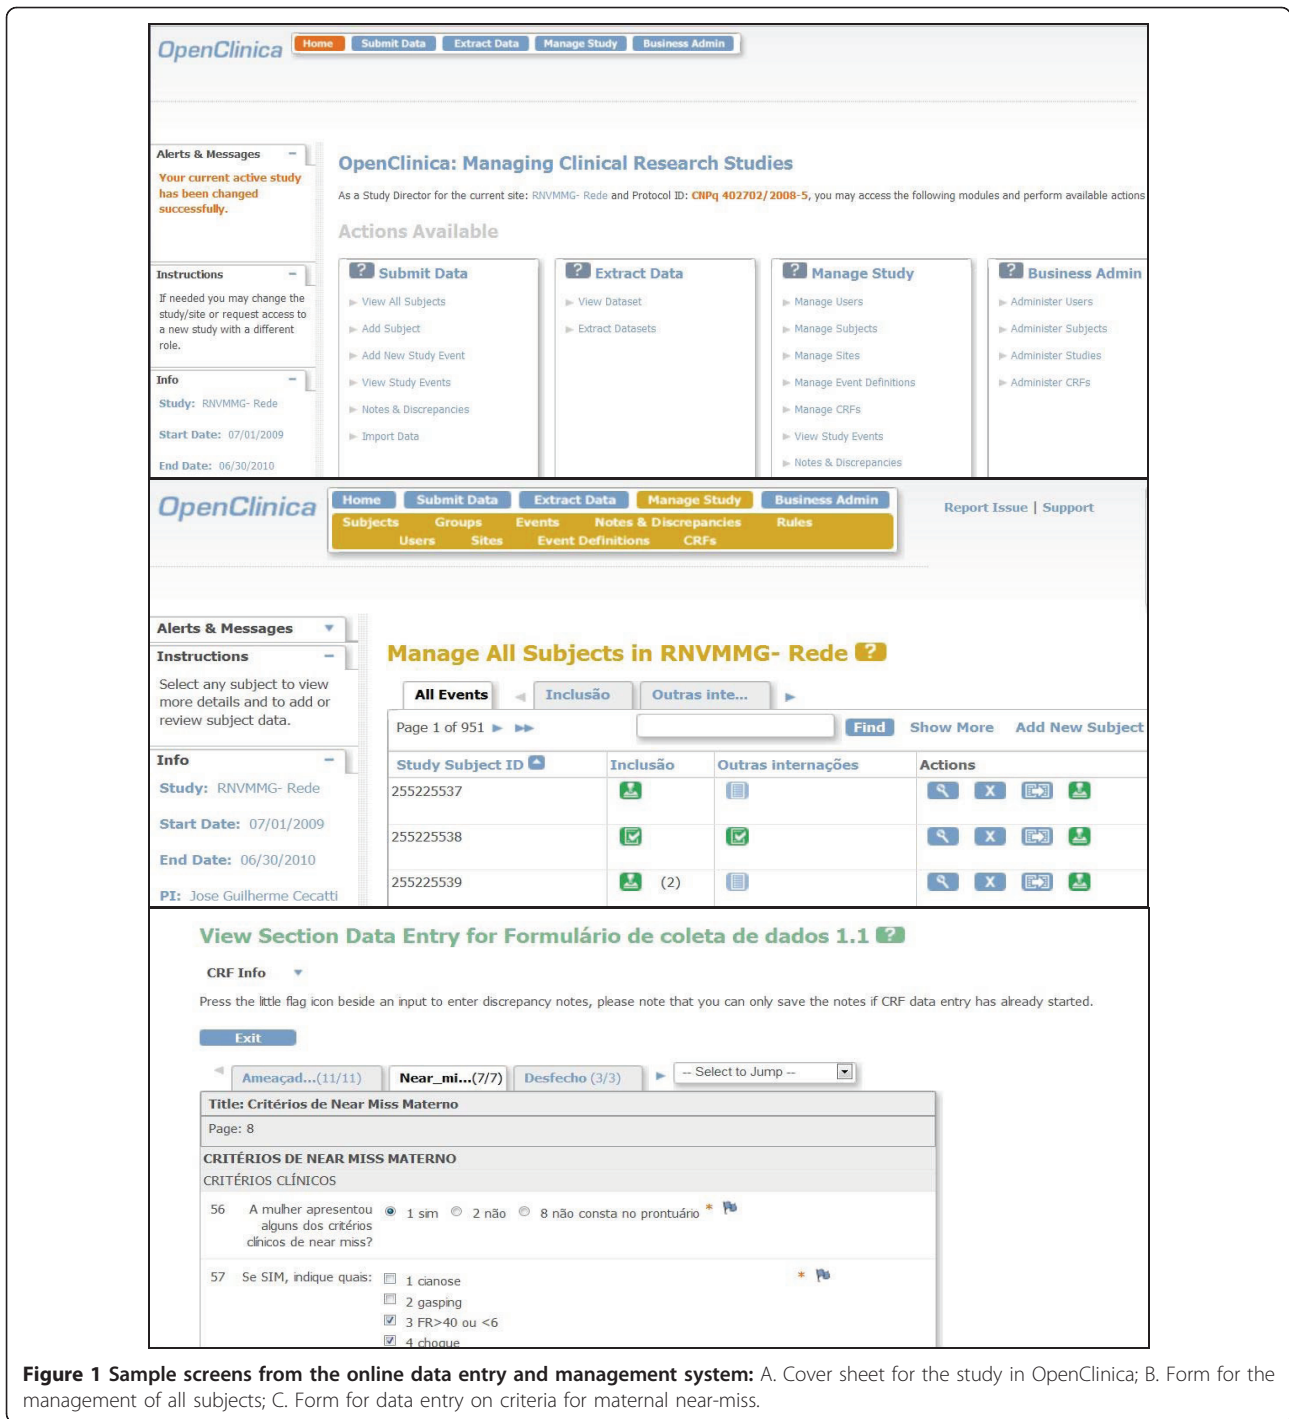 OpenClinica
Home Submit Data Extract Data Manage Study Business Admin
Alerts & Messages
Your current active study
has been changed
successfully.
Instructions
If needed you may change the
study/site or request access to
a new study with a different
role.
Info
Study: RNVMMG- Rede
Start Date: 07/01/2009
End Date: 06/30/2010
OpenClinica: Managing Clinical Research Studies
As a Study Director for the current site: RNVMMG- Rede and Protocol ID: CNPq 402702/2008-5, you may access the following modules and perform available actions
Actions Available
? Submit Data
View All Subjects
Add Subject
Add New Study Event
View Study Events
Notes & Discrepancies
Import Data
? Extract Data
View Dataset
Extract Datasets
? Manage Study
Manage Users
Manage Subjects
Manage Sites
Manage Event Definitions
Manage CRFs
View Study Events
Notes & Discrepancies
? Business Admin
Administer Users
Administer Subjects
Administer Studies
Administer CRFs
OpenClinica
Home Submit Data Extract Data Manage Study Business Admin
Subjects Groups Events Notes & Discrepancies Rules
Users Sites Event Definitions CRFs
Report Issue | Support
Alerts & Messages
Instructions
Select any subject to view
more details and to add or
review subject data.
Info
Study: RNVMMG- Rede
Start Date: 07/01/2009
End Date: 06/30/2010
PI: Jose Guilherme Cecatti
Manage All Subjects in RNVMMG- Rede ?
All Events Inclusão Outras inte...
Page 1 of 951 Find Show More Add New Subject
Study Subject ID Inclusão Outras internações Actions
255225537 X
255225538 X
255225539 (2) X
View Section Data Entry for Formulário de coleta de dados 1.1 ?
CRF Info
Press the little flag icon beside an input to enter discrepancy notes, please note that you can only save the notes if CRF data entry has already started.
Exit
Ameaçad...(11/11) Near_mi...(7/7) Desfecho (3/3) -- Select to Jump --
Title: Critérios de Near Miss Materno
Page: 8
CRITÉRIOS DE NEAR MISS MATERNO
CRITÉRIOS CLÍNICOS
56 A mulher apresentou 1 sim 2 não 8 não consta no prontuário *
alguns dos critérios
clínicos de near miss?
57 Se SIM, indique quais: 1 cianose *
2 gasping
3 FR>40 ou <6
4 choque
Figure 1 Sample screens from the online data entry and management system: A. Cover sheet for the study in OpenClinica; B. Form for the
management of all subjects; C. Form for data entry on criteria for maternal near-miss.